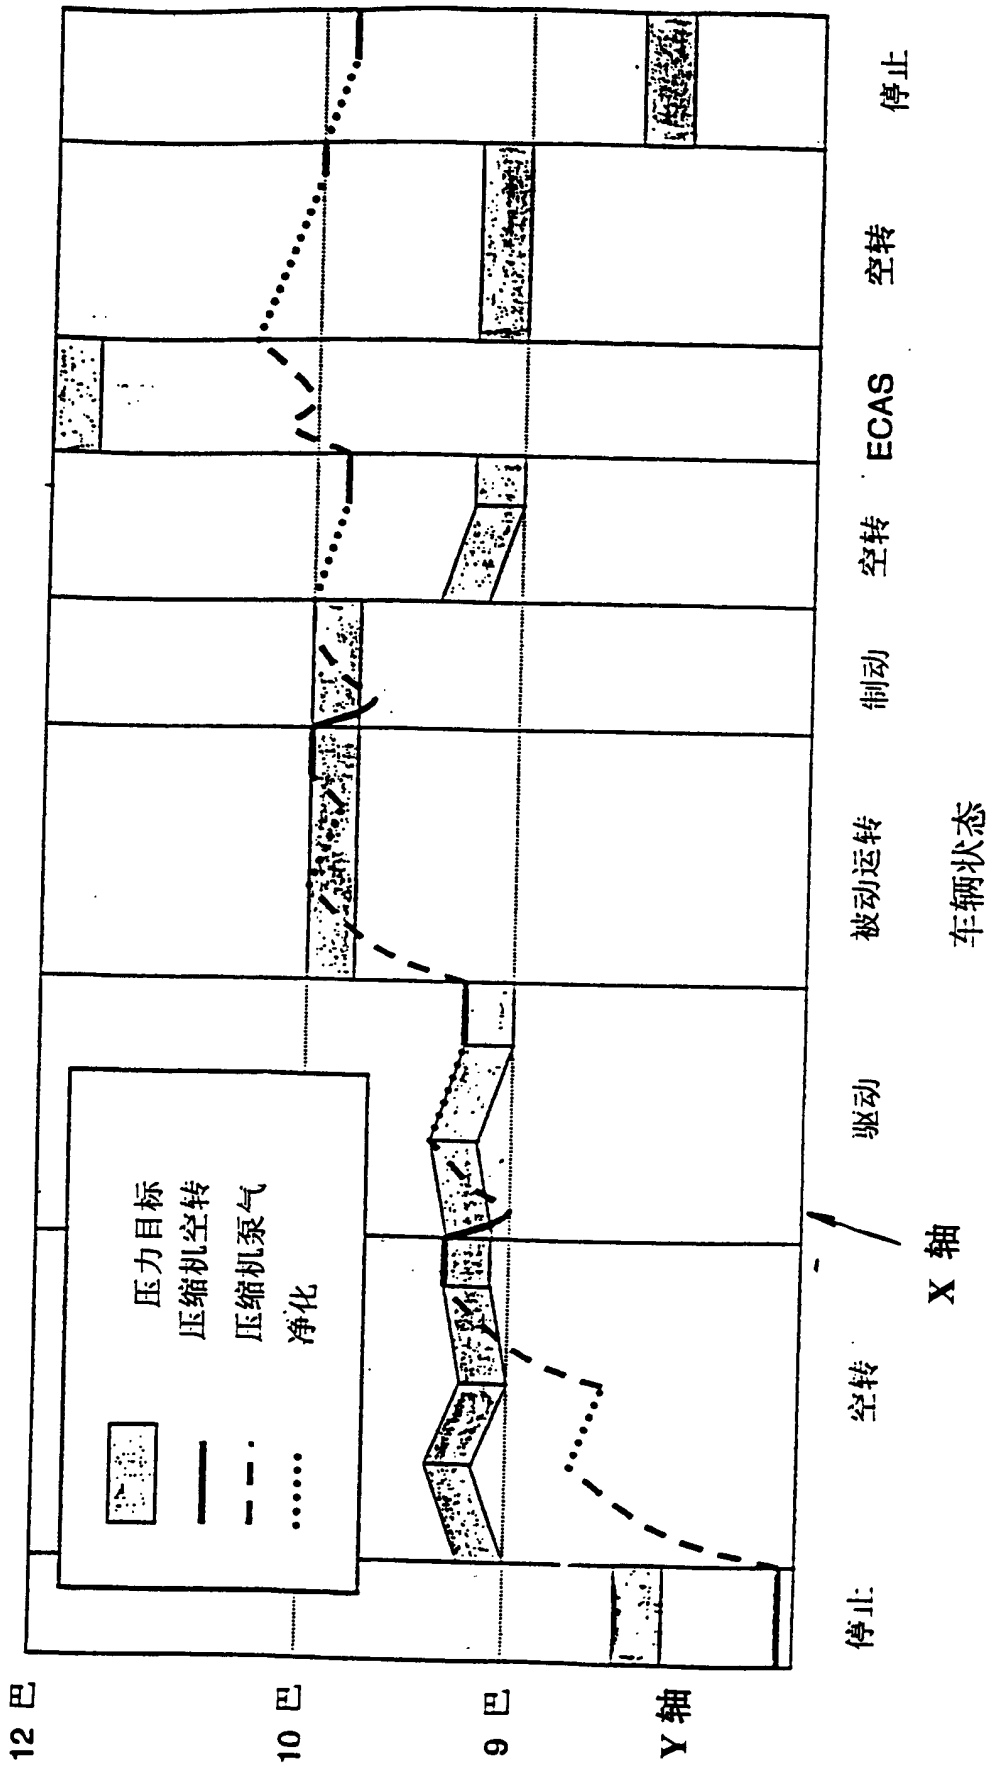 12 巴
10 巴
9 巴
Y 轴
压力目标
压缩机空转
压缩机泵气
净化
停止
空转
驱动
被动运转
制动
空转
ECAS
空转
停止
X 轴
车辆状态